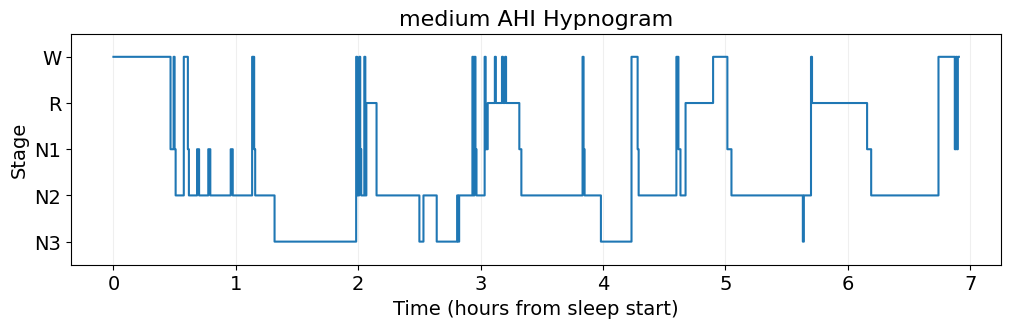 medium AHI Hypnogram
Stage
W
R
N1
N2
N3
0 1 2 3 4 5 6 7
Time (hours from sleep start)